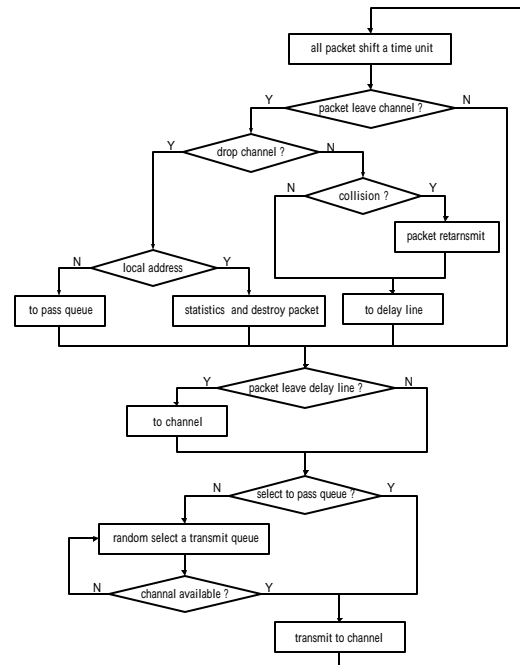 all packet shift a time unit
packet leave channel ?
Y
N
drop channel ?
Y
N
collision ?
N
Y
packet retarnsmit
local address
N
Y
to pass queue
statistics and destroy packet
to delay line
packet leave delay line ?
Y
N
to channel
select to pass queue ?
N
Y
random select a transmit queue
channal available ?
N
Y
transmit to channel